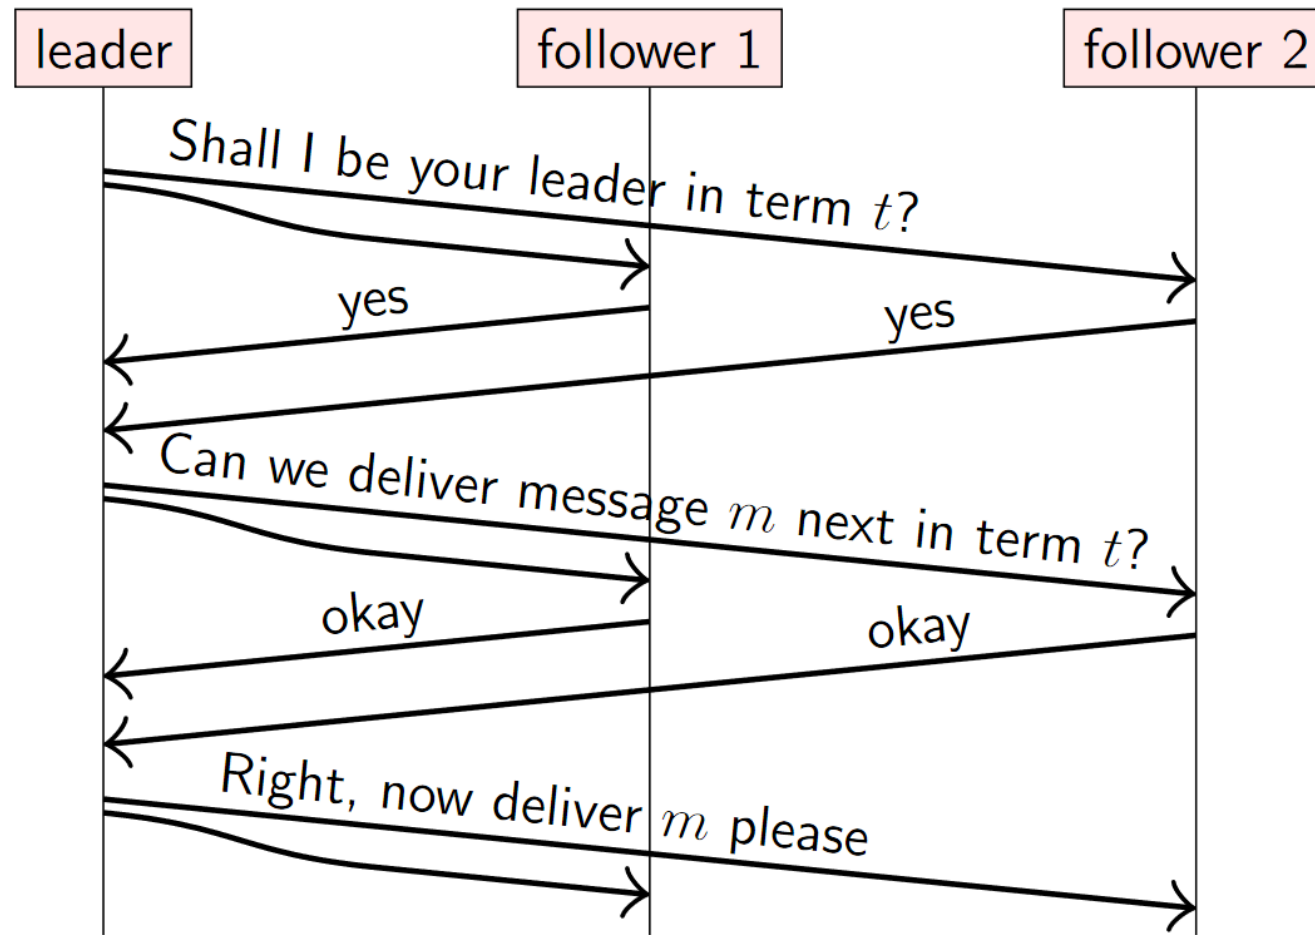 leader
follower 1
follower 2
Shall I be your leader in term t?
yes
yes
Can we deliver message m next in term t?
okay
okay
Right, now deliver m please